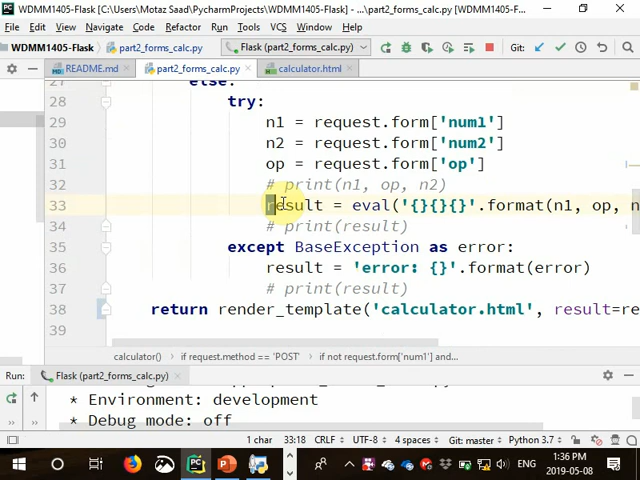 WDMM1405-Flask [C:\Users\Motaz Saad\PycharmProjects\WDMM1405-Flask] - ...\part2_forms_calc.py - PyCharm
File Edit View Navigate Code Refactor Run Tools VCS Window Help
WDMM1405-Flask part2_forms_calc.py Flask (part2_forms_calc.py) Git:
README.md part2_forms_calc.py calculator.html
27 else:
28 try:
29 n1 = request.form['num1']
30 n2 = request.form['num2']
31 op = request.form['op']
32 # print(n1, op, n2)
33 result = eval('{}{}{}'.format(n1, op, n
34 # print(result)
35 except BaseException as error:
36 result = 'error: {}'.format(error)
37 # print(result)
38 return render_template('calculator.html', result=re
39
calculator() if request.method == 'POST' if not request.form['num1'] and...
Run: Flask (part2_forms_calc.py)
* Environment: development
* Debug mode: off
1 char 33:18 CRLF UTF-8 4 spaces Git: master Python 3.7
1:36 PM
2019-05-08